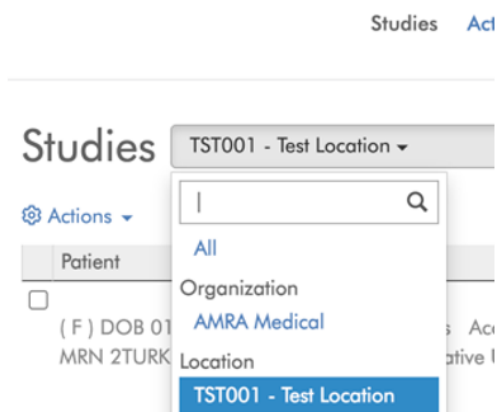 Studies
Studies TST001 - Test Location
Actions
All
Patient
Organization
AMRA Medical
( F ) DOB 01
MRN 2TURK
Location
TST001 - Test Location